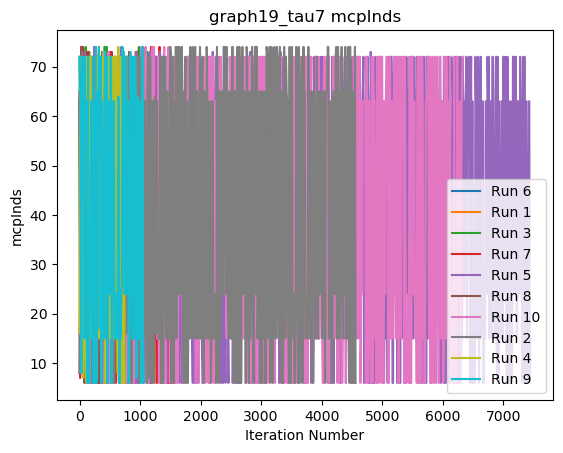 graph19_tau7 mcpInds
mcpInds
70
60
50
40
30
20
10
0
1000
2000
3000
4000
5000
6000
7000
Iteration Number
Run 6
Run 1
Run 3
Run 7
Run 5
Run 8
Run 10
Run 2
Run 4
Run 9